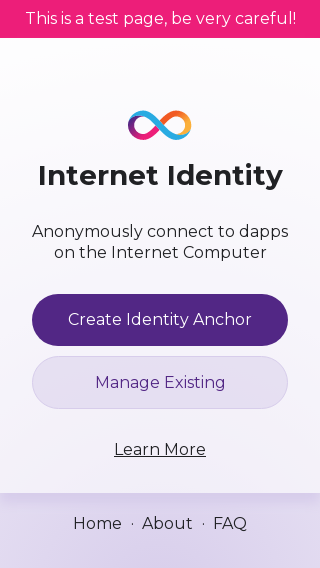 This is a test page, be very careful!
Internet Identity
Anonymously connect to dapps
on the Internet Computer
Create Identity Anchor
Manage Existing
Learn More
Home · About · FAQ